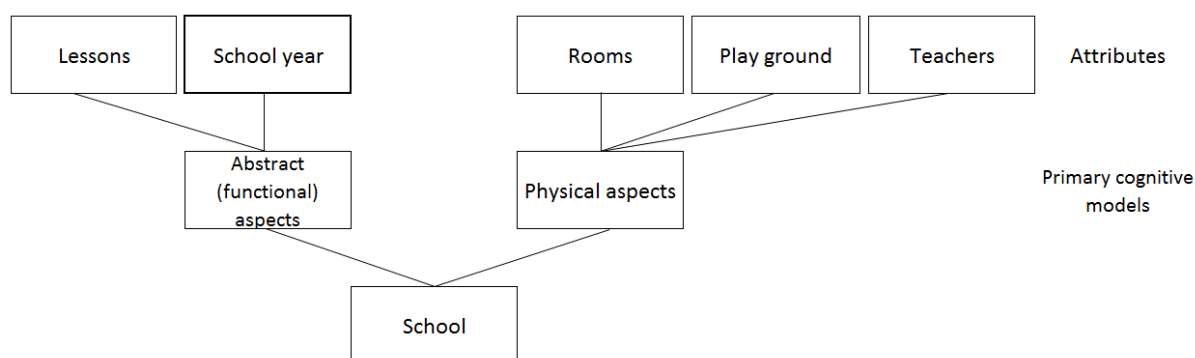 Lessons
School year
Rooms
Play ground
Teachers
Attributes
Abstract
(functional)
aspects
Physical aspects
Primary cognitive
models
School